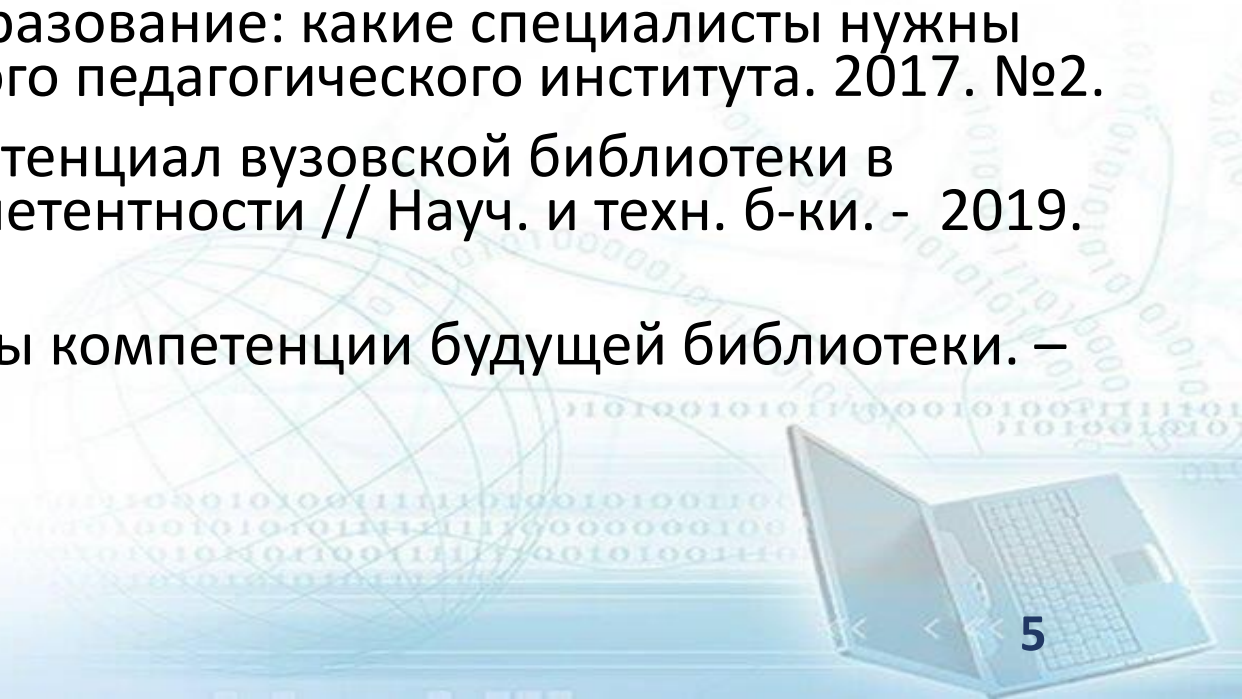 разование: какие специалисты нужны
ого педагогического института. 2017. №2.
тенциал вузовской библиотеки в
петентности // Науч. и техн. б-ки. - 2019.
ы компетенции будущей библиотеки. –
5